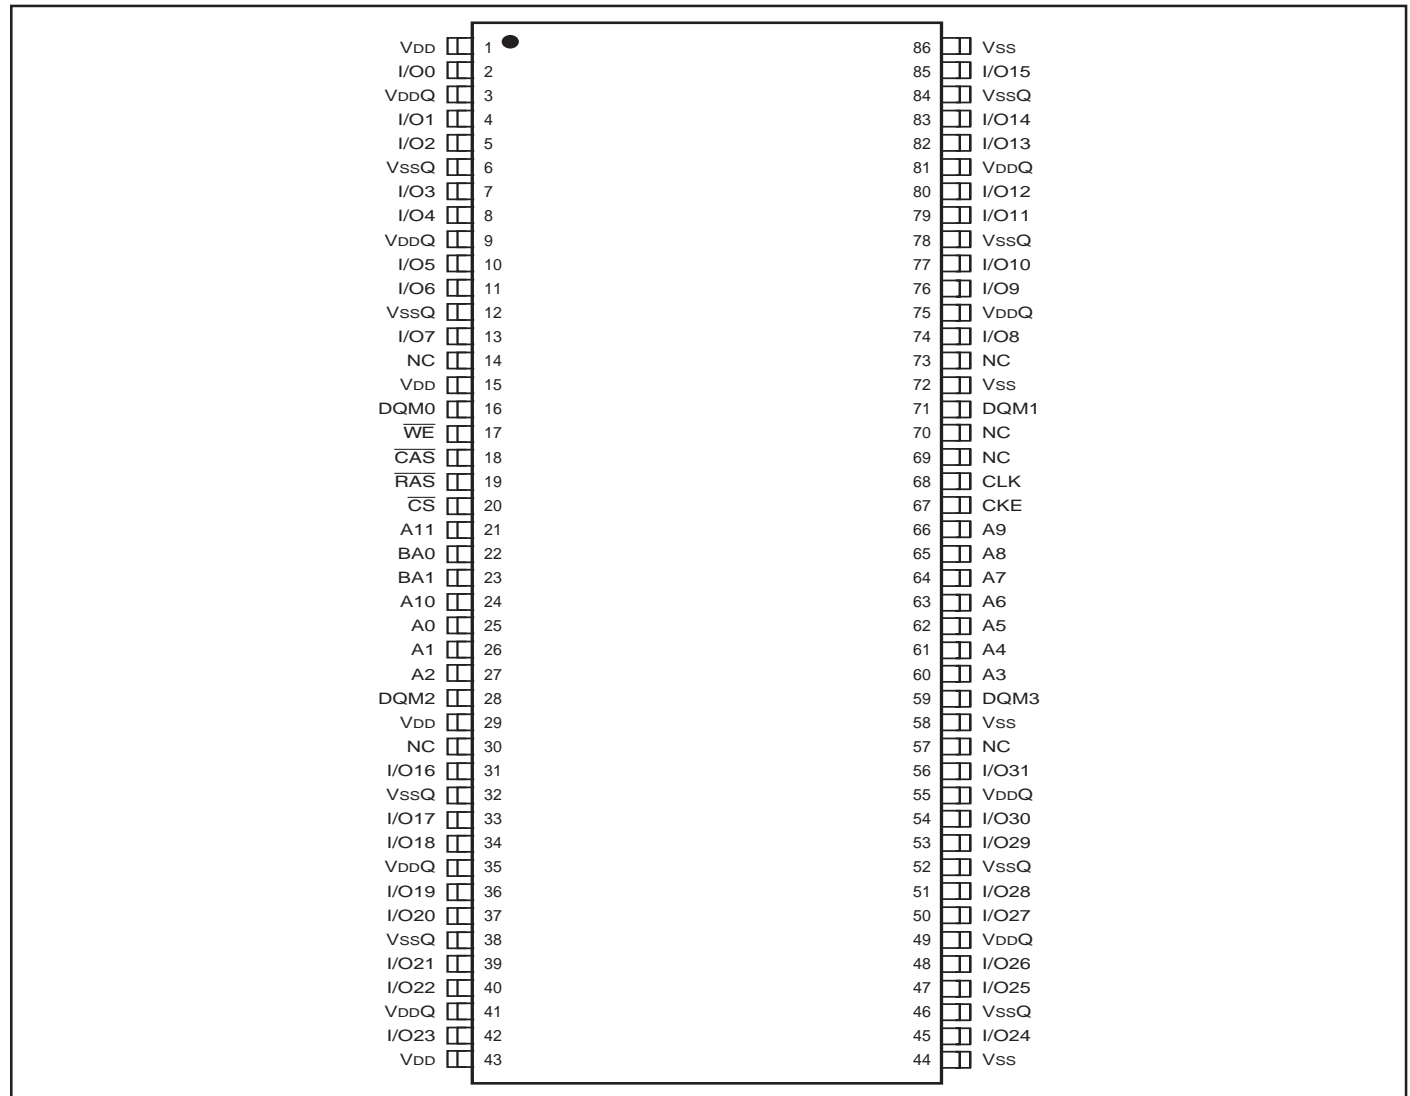 VDD 1 86 VSS
I/O0 2 85 I/O15
VDDQ 3 84 VSSQ
I/O1 4 83 I/O14
I/O2 5 82 I/O13
VSSQ 6 81 VDDQ
I/O3 7 80 I/O12
I/O4 8 79 I/O11
VDDQ 9 78 VSSQ
I/O5 10 77 I/O10
I/O6 11 76 I/O9
VSSQ 12 75 VDDQ
I/O7 13 74 I/O8
NC 14 73 NC
VDD 15 72 VSS
DQM0 16 71 DQM1
W̅E̅ 17 70 NC
C̅A̅S̅ 18 69 NC
R̅A̅S̅ 19 68 CLK
C̅S̅ 20 67 CKE
A11 21 66 A9
BA0 22 65 A8
BA1 23 64 A7
A10 24 63 A6
A0 25 62 A5
A1 26 61 A4
A2 27 60 A3
DQM2 28 59 DQM3
VDD 29 58 VSS
NC 30 57 NC
I/O16 31 56 I/O31
VSSQ 32 55 VDDQ
I/O17 33 54 I/O30
I/O18 34 53 I/O29
VDDQ 35 52 VSSQ
I/O19 36 51 I/O28
I/O20 37 50 I/O27
VSSQ 38 49 VDDQ
I/O21 39 48 I/O26
I/O22 40 47 I/O25
VDDQ 41 46 VSSQ
I/O23 42 45 I/O24
VDD 43 44 VSS